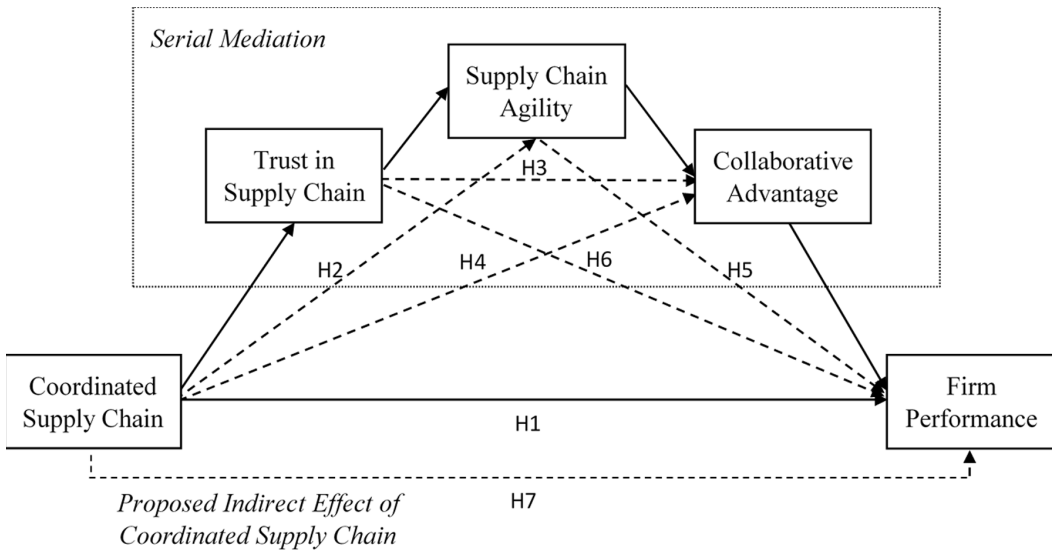 Serial Mediation
Supply Chain
Agility
Trust in
Supply Chain
H3
Collaborative
Advantage
H2
H4
H6
H5
Coordinated
Supply Chain
H1
Firm
Performance
Proposed Indirect Effect of
Coordinated Supply Chain
H7